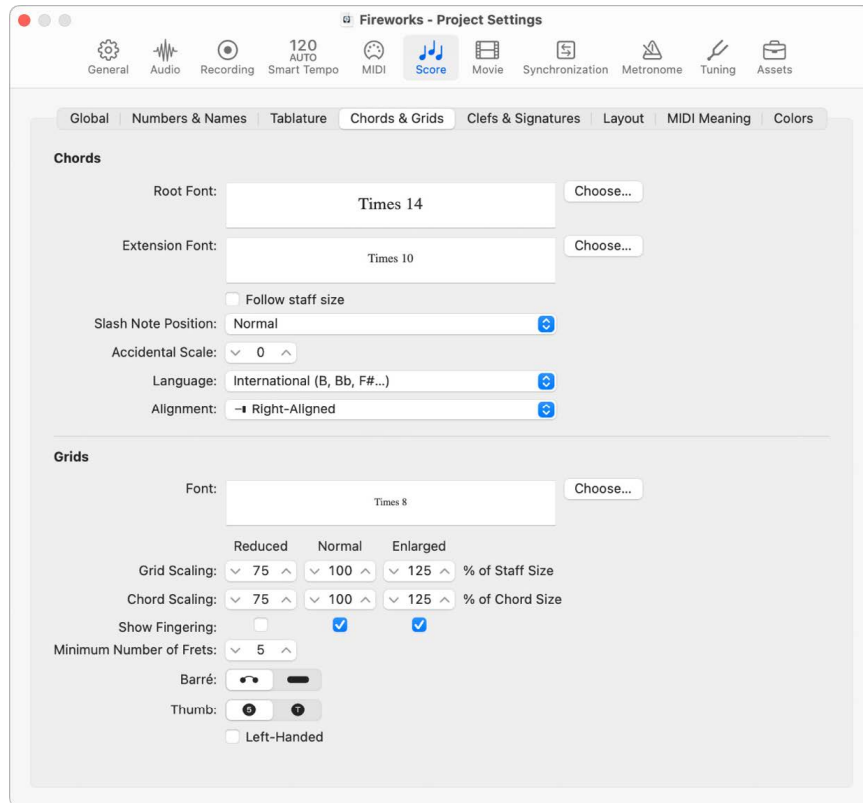 Fireworks - Project Settings
120
AUTO
General Audio Recording Smart Tempo MIDI Score Movie Synchronization Metronome Tuning Assets
Global Numbers & Names Tablature Chords & Grids Clefs & Signatures Layout MIDI Meaning Colors
Chords
Root Font: Times 14 Choose...
Extension Font: Times 10 Choose...
Follow staff size
Slash Note Position: Normal
Accidental Scale: 0
Language: International (B, Bb, F#...)
Alignment: Right-Aligned
Grids
Font: Times 8 Choose...
Reduced Normal Enlarged
Grid Scaling: 75 100 125 % of Staff Size
Chord Scaling: 75 100 125 % of Chord Size
Show Fingering:
Minimum Number of Frets: 5
Barré:
Thumb: 5 T
Left-Handed